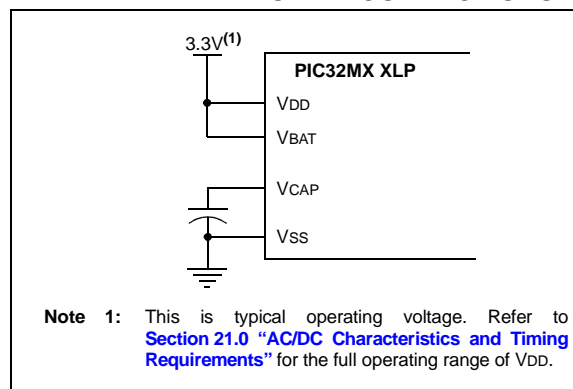 3.3V(1)
PIC32MX XLP
VDD
VBAT
VCAP
VSS
Note 1: This is typical operating voltage. Refer to
Section 21.0 “AC/DC Characteristics and Timing
Requirements” for the full operating range of VDD.